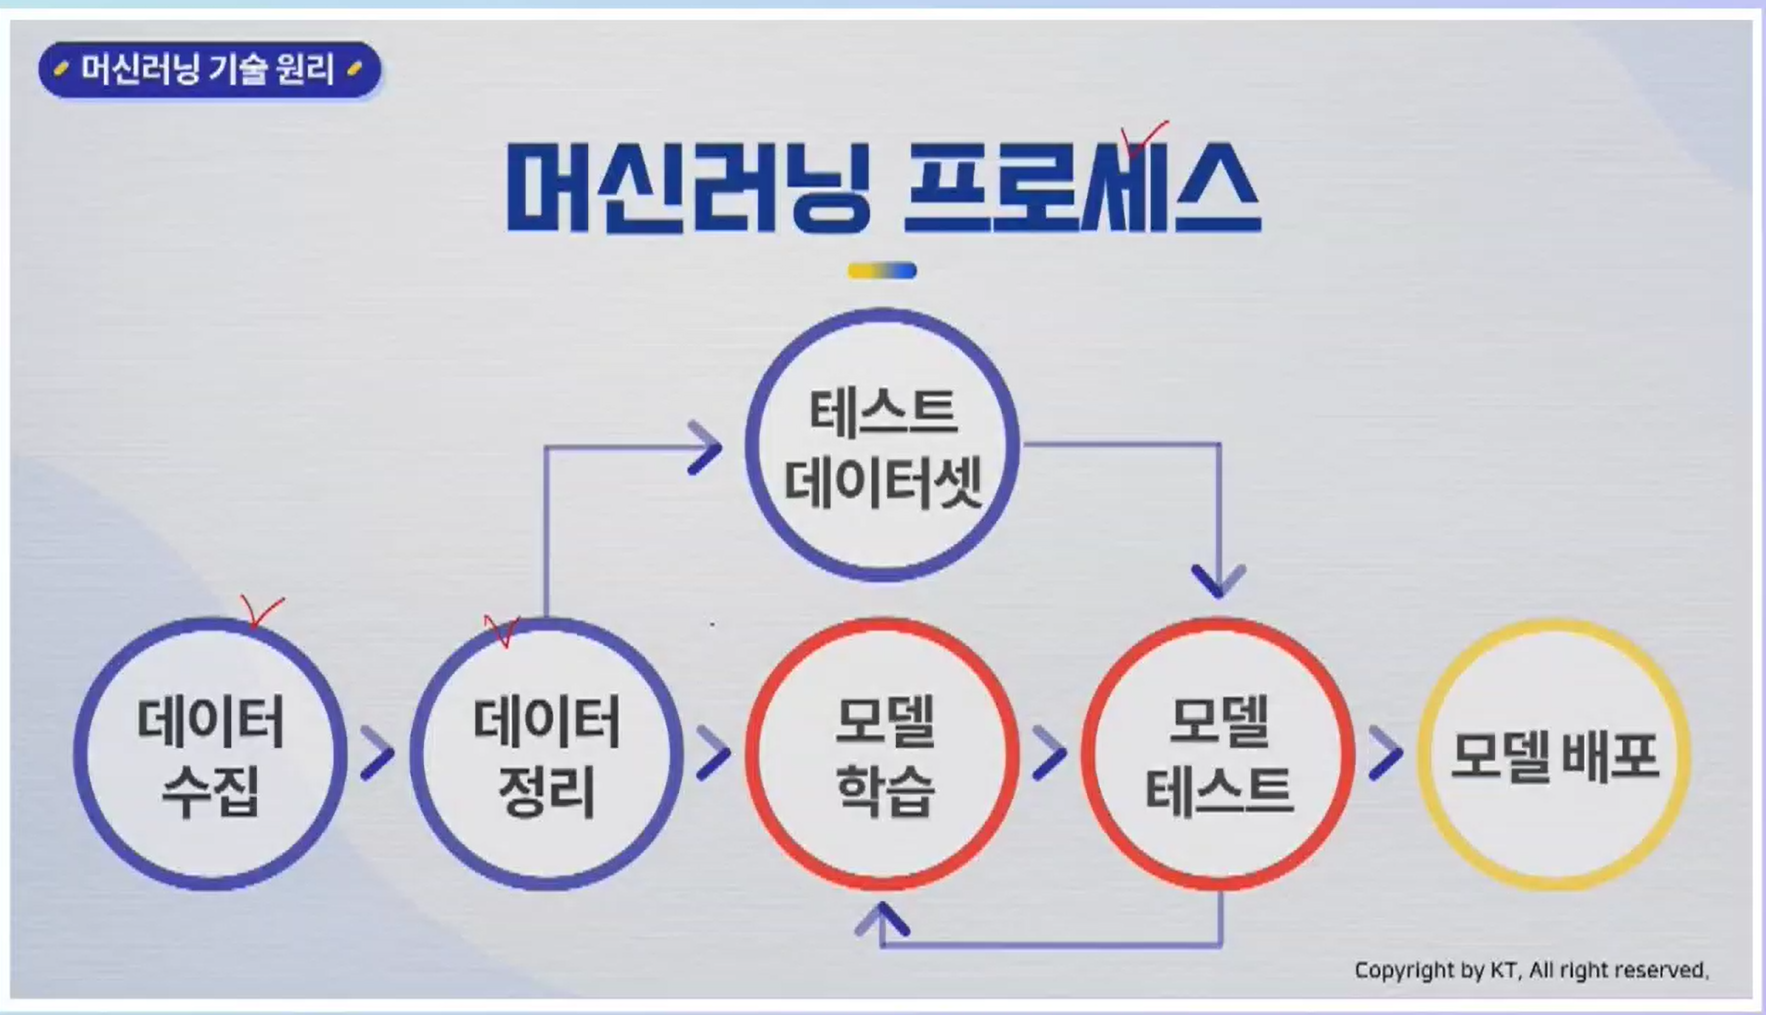 머신러닝 기술 원리
머신러닝 프로세스
테스트
데이터셋
데이터
수집
데이터
정리
모델
학습
모델
테스트
모델 배포
Copyright by KT, All right reserved.